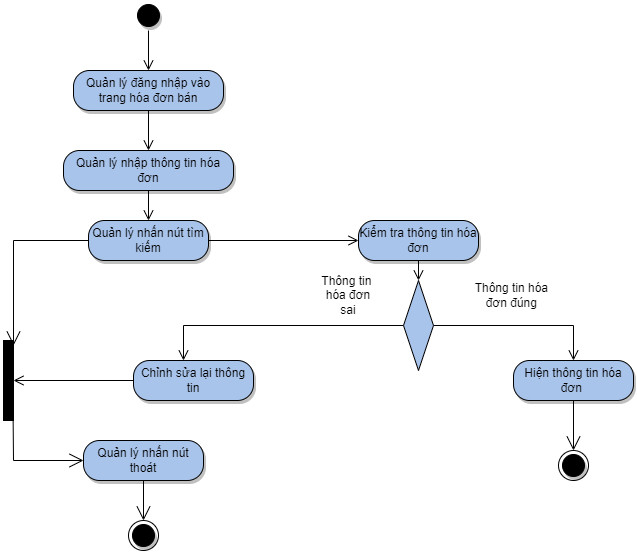 Quản lý đăng nhập vào
trang hóa đơn bán
Quản lý nhập thông tin hóa
đơn
Quản lý nhấn nút tìm
kiếm
Kiểm tra thông tin hóa
đơn
Thông tin
hóa đơn
sai
Thông tin hóa
đơn đúng
Chỉnh sửa lại thông
tin
Hiện thông tin hóa
đơn
Quản lý nhấn nút
thoát